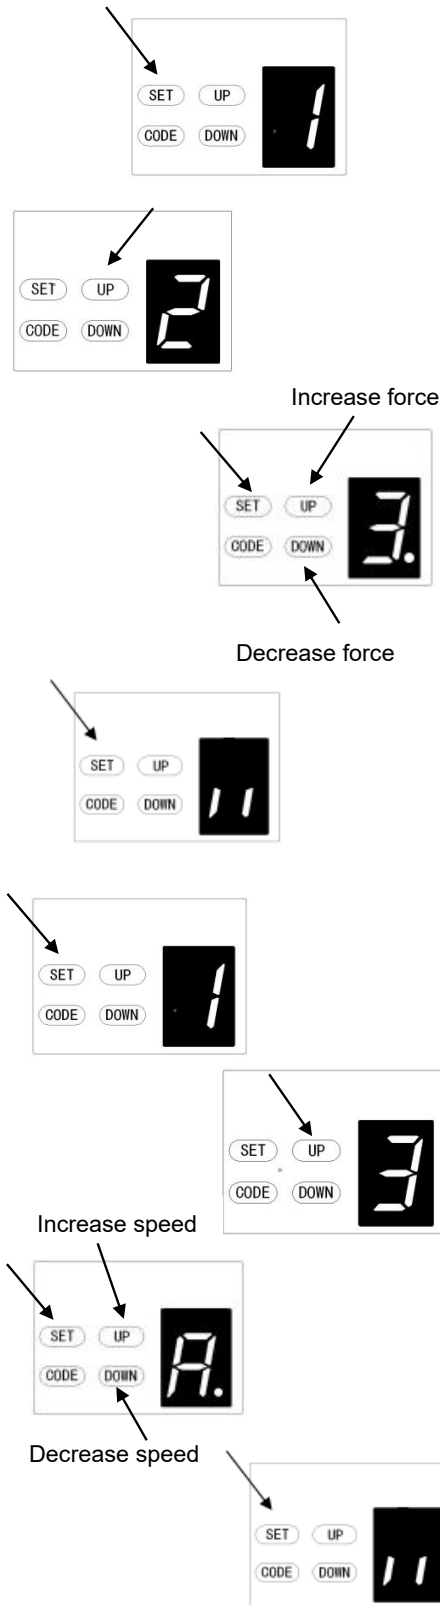 SET UP
1
CODE DOWN
SET UP
2
CODE DOWN
Increase force
SET UP
3.
CODE DOWN
Decrease force
SET UP
11
CODE DOWN
SET UP
1
CODE DOWN
SET UP
3
CODE DOWN
Increase speed
SET UP
A.
CODE DOWN
Decrease speed
SET UP
11
CODE DOWN